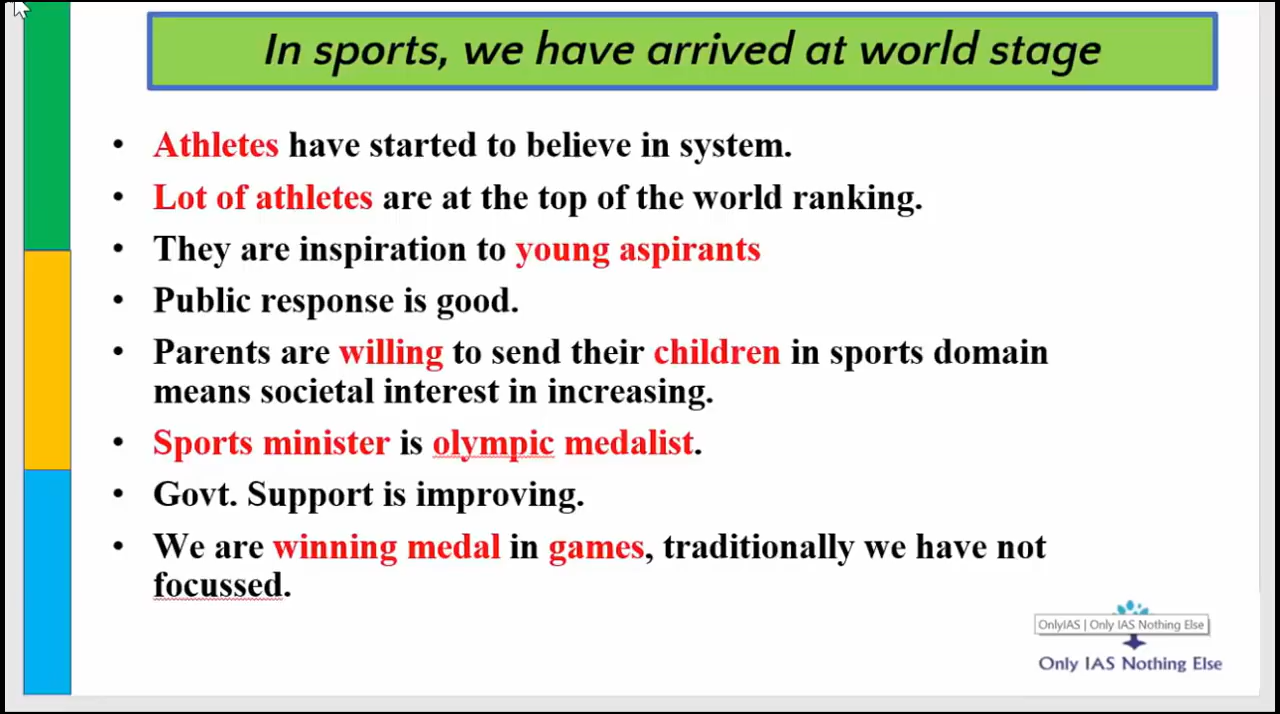 In sports, we have arrived at world stage
• Athletes have started to believe in system.
• Lot of athletes are at the top of the world ranking.
• They are inspiration to young aspirants
• Public response is good.
• Parents are willing to send their children in sports domain
means societal interest in increasing.
• Sports minister is olympic medalist.
• Govt. Support is improving.
• We are winning medal in games, traditionally we have not
focussed.
OnlyIAS | Only IAS Nothing Else
Only IAS Nothing Else